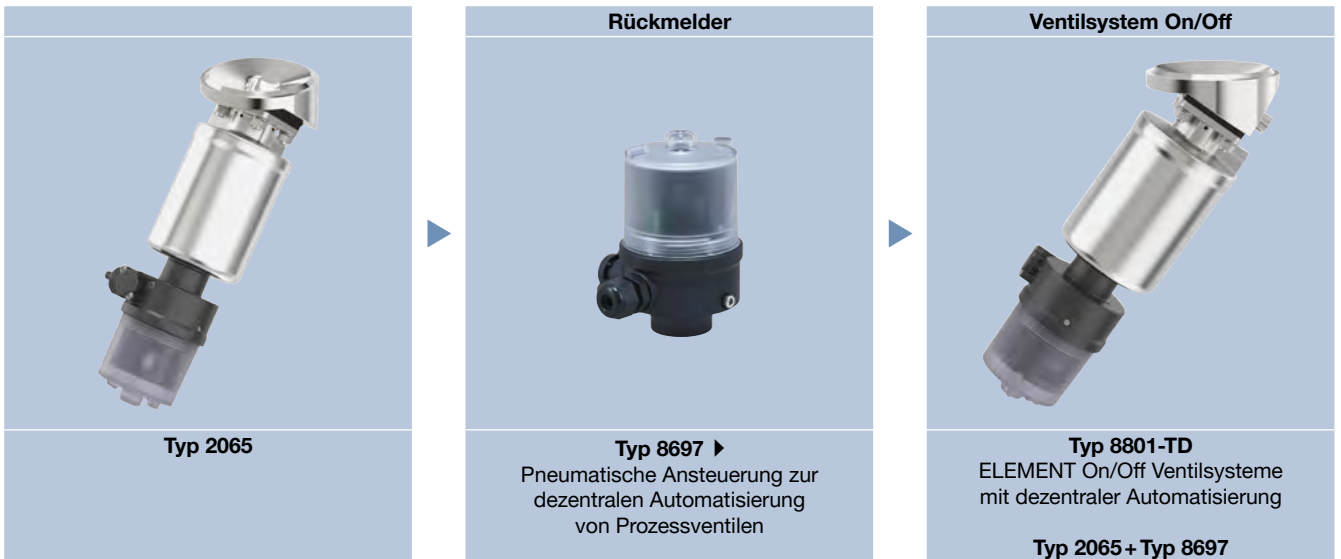 Rückmelder
Ventilsystem On/Off
Typ 2065
Typ 8697
Pneumatische Ansteuerung zur
dezentralen Automatisierung
von Prozessventilen
Typ 8801-TD
ELEMENT On/Off Ventilsysteme
mit dezentraler Automatisierung
Typ 2065 + Typ 8697